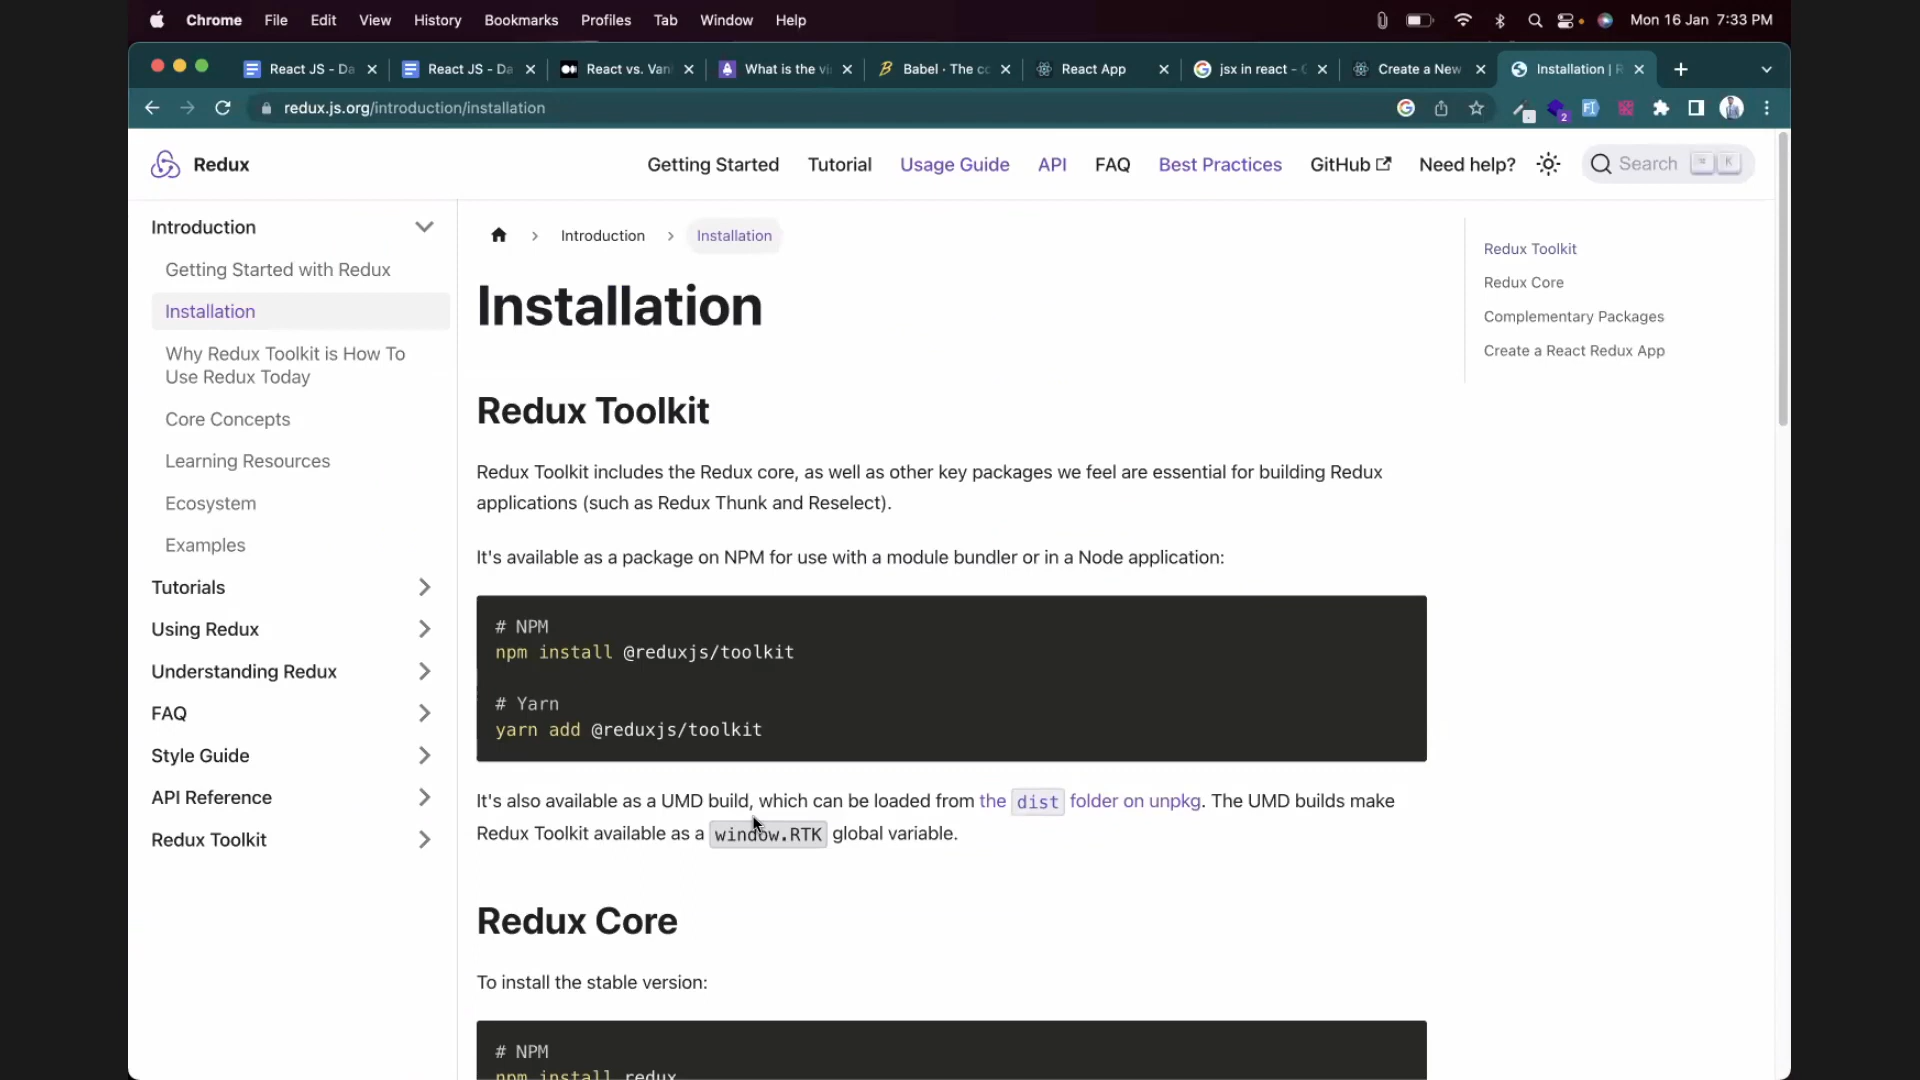 Chrome File Edit View History Bookmarks Profiles Tab Window Help Mon 16 Jan 7:33 PM
React JS - Da React JS - Da React vs. Van What is the vi Babel · The co React App jsx in react - Create a New Installation | R
redux.js.org/introduction/installation
2
Redux Getting Started Tutorial Usage Guide API FAQ Best Practices GitHub Need help? Search K
Introduction
Getting Started with Redux
Installation
Why Redux Toolkit is How To
Use Redux Today
Core Concepts
Learning Resources
Ecosystem
Examples
Tutorials
Using Redux
Understanding Redux
FAQ
Style Guide
API Reference
Redux Toolkit
Introduction Installation
Installation
Redux Toolkit
Redux Toolkit includes the Redux core, as well as other key packages we feel are essential for building Redux
applications (such as Redux Thunk and Reselect).
It's available as a package on NPM for use with a module bundler or in a Node application:
# NPM
npm install @reduxjs/toolkit
# Yarn
yarn add @reduxjs/toolkit
It's also available as a UMD build, which can be loaded from the dist folder on unpkg. The UMD builds make
Redux Toolkit available as a window.RTK global variable.
Redux Core
To install the stable version:
# NPM
npm install redux
Redux Toolkit
Redux Core
Complementary Packages
Create a React Redux App